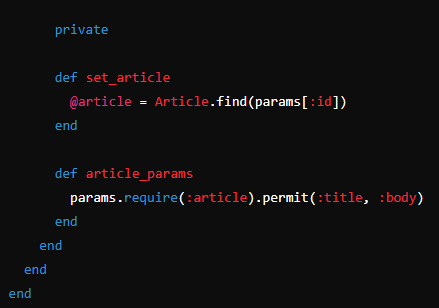 private
def set_article
@article = Article.find(params[:id])
end
def article_params
params.require(:article).permit(:title, :body)
end
end
end
end